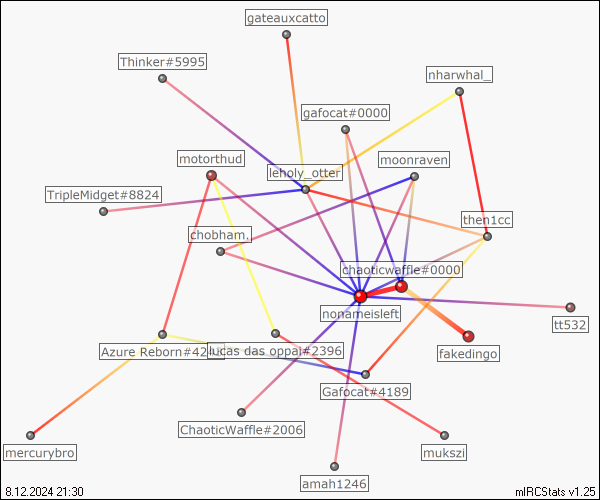 gateauxcatto
Thinker#5995
nharwhal_
gafocat#0000
motorthud
moonraven
leholy_otter
TripleMidget#8824
then1cc
chobham.
chaoticwaffle#0000
nonameisleft
tt532
Azure Reborn#42
lucas das oppai#2396
fakedingo
Gafocat#4189
ChaoticWaffle#2006
mercurybro
mukszi
amah1246
8.12.2024 21:30
mIRCStats v1.25